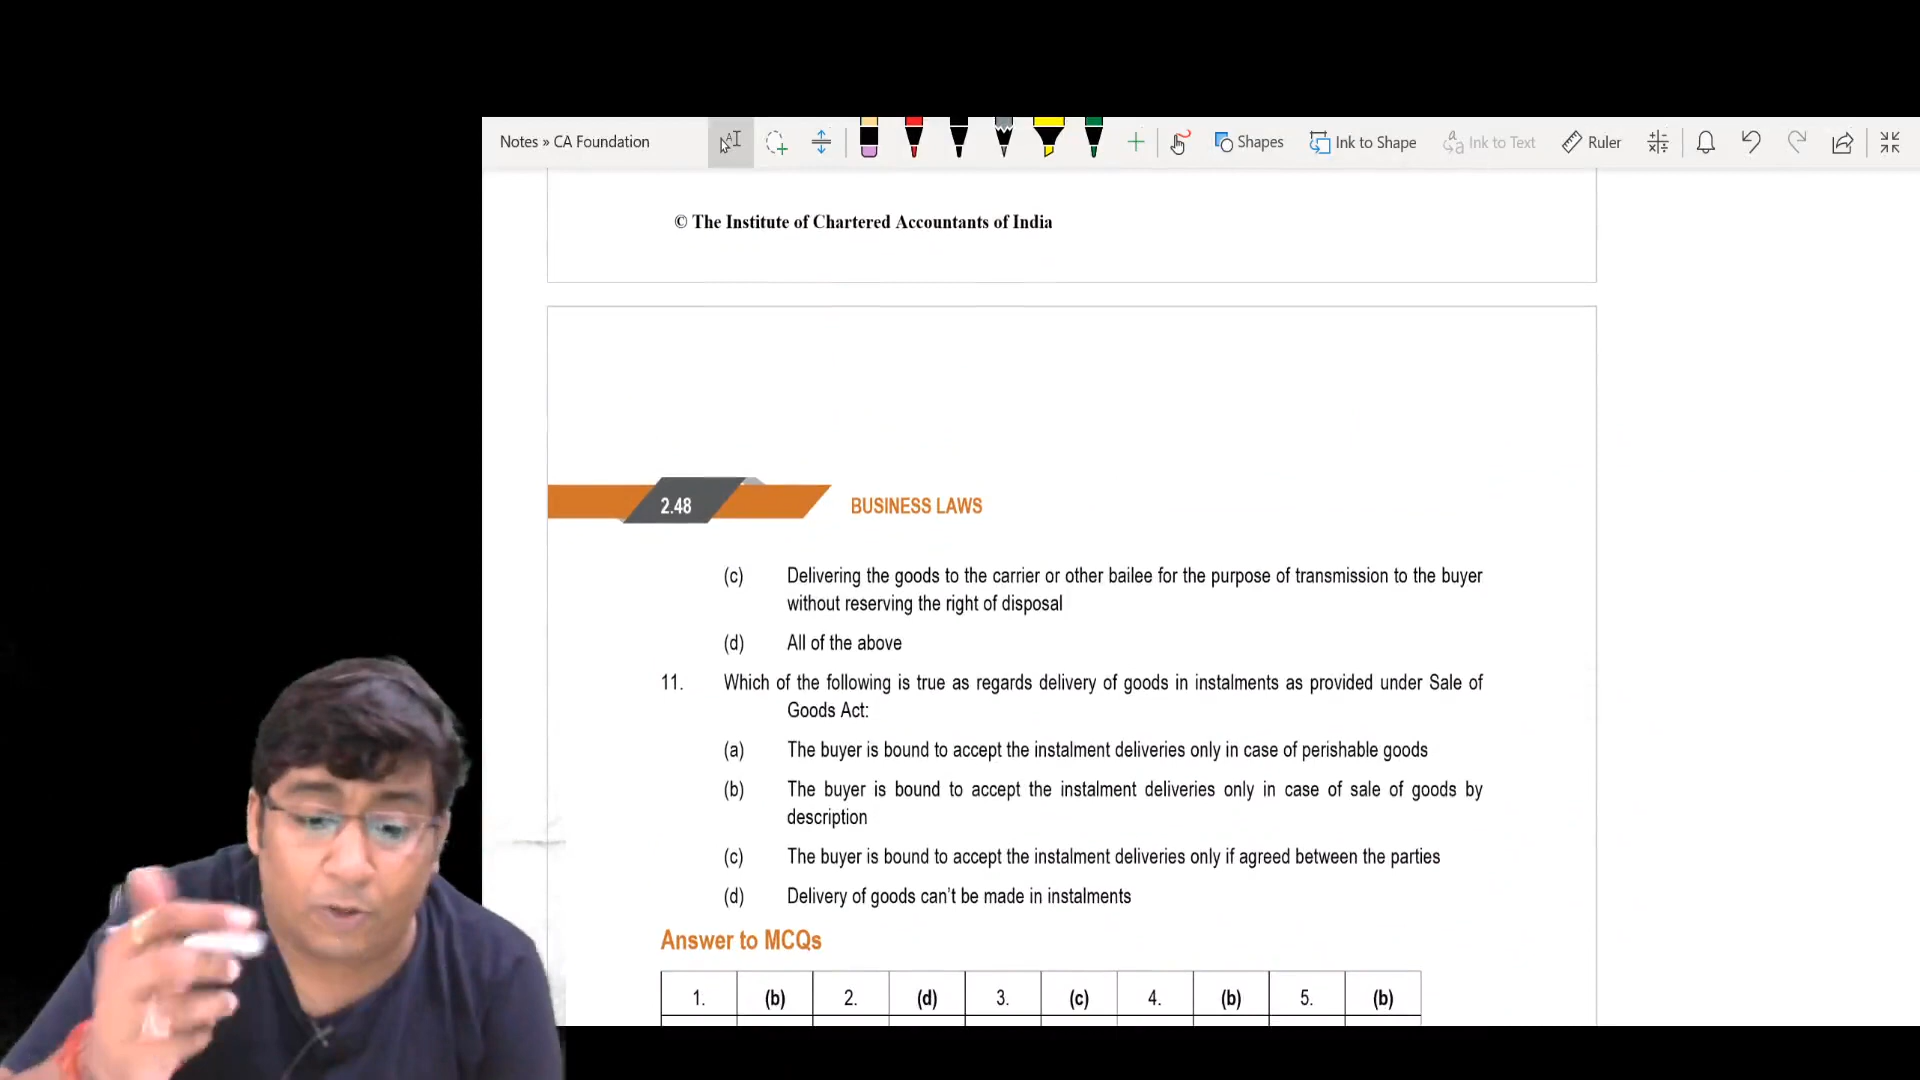 Notes » CA Foundation
Shapes
Ink to Shape
Ink to Text
Ruler
© The Institute of Chartered Accountants of India
2.48
BUSINESS LAWS
(c) Delivering the goods to the carrier or other bailee for the purpose of transmission to the buyer
without reserving the right of disposal
(d) All of the above
11. Which of the following is true as regards delivery of goods in instalments as provided under Sale of
Goods Act:
(a) The buyer is bound to accept the instalment deliveries only in case of perishable goods
(b) The buyer is bound to accept the instalment deliveries only in case of sale of goods by
description
(c) The buyer is bound to accept the instalment deliveries only if agreed between the parties
(d) Delivery of goods can't be made in instalments
Answer to MCQs
1. (b) 2. (d) 3. (c) 4. (b) 5. (b)